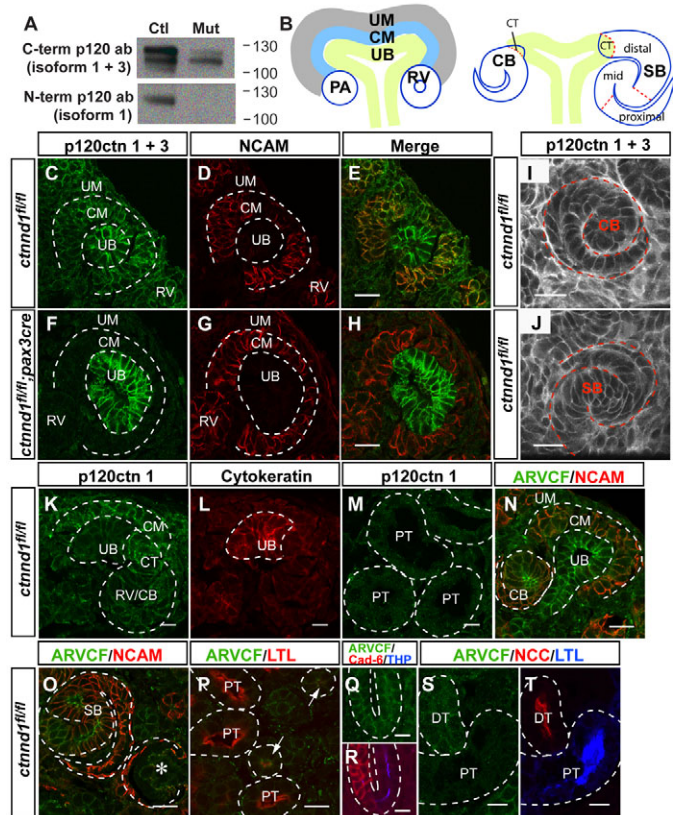 A
Ctl Mut
C-term p120 ab
(isoform 1 + 3)
-130
-100
N-term p120 ab
(isoform 1)
-130
-100
B
UM
CM
UB
PA
RV
CT
CB
CT
distal
mid
SB
proximal
p120ctn 1 + 3
NCAM
Merge
p120ctn 1 + 3
ctnnd1fl/fl
C
UM
CM
UB
RV
D
UM
CM
UB
RV
E
ctnnd1fl/fl
I
CB
ctnnd1fl/fl;pax3cre
F
UM
CM
UB
RV
G
UM
CM
UB
RV
H
ctnnd1fl/fl
J
SB
p120ctn 1
Cytokeratin
p120ctn 1
ARVCF/NCAM
ctnnd1fl/fl
K
CM
UB
CT
RV/CB
L
UB
M
PT
PT
PT
N
UM
CM
UB
CB
ARVCF/NCAM
ARVCF/LTL
ARVCF/
Cad-6/THP
ARVCF/NCC/LTL
ctnnd1fl/fl
O
SB
*
P
PT
PT
PT
Q
R
S
DT
PT
T
DT
PT